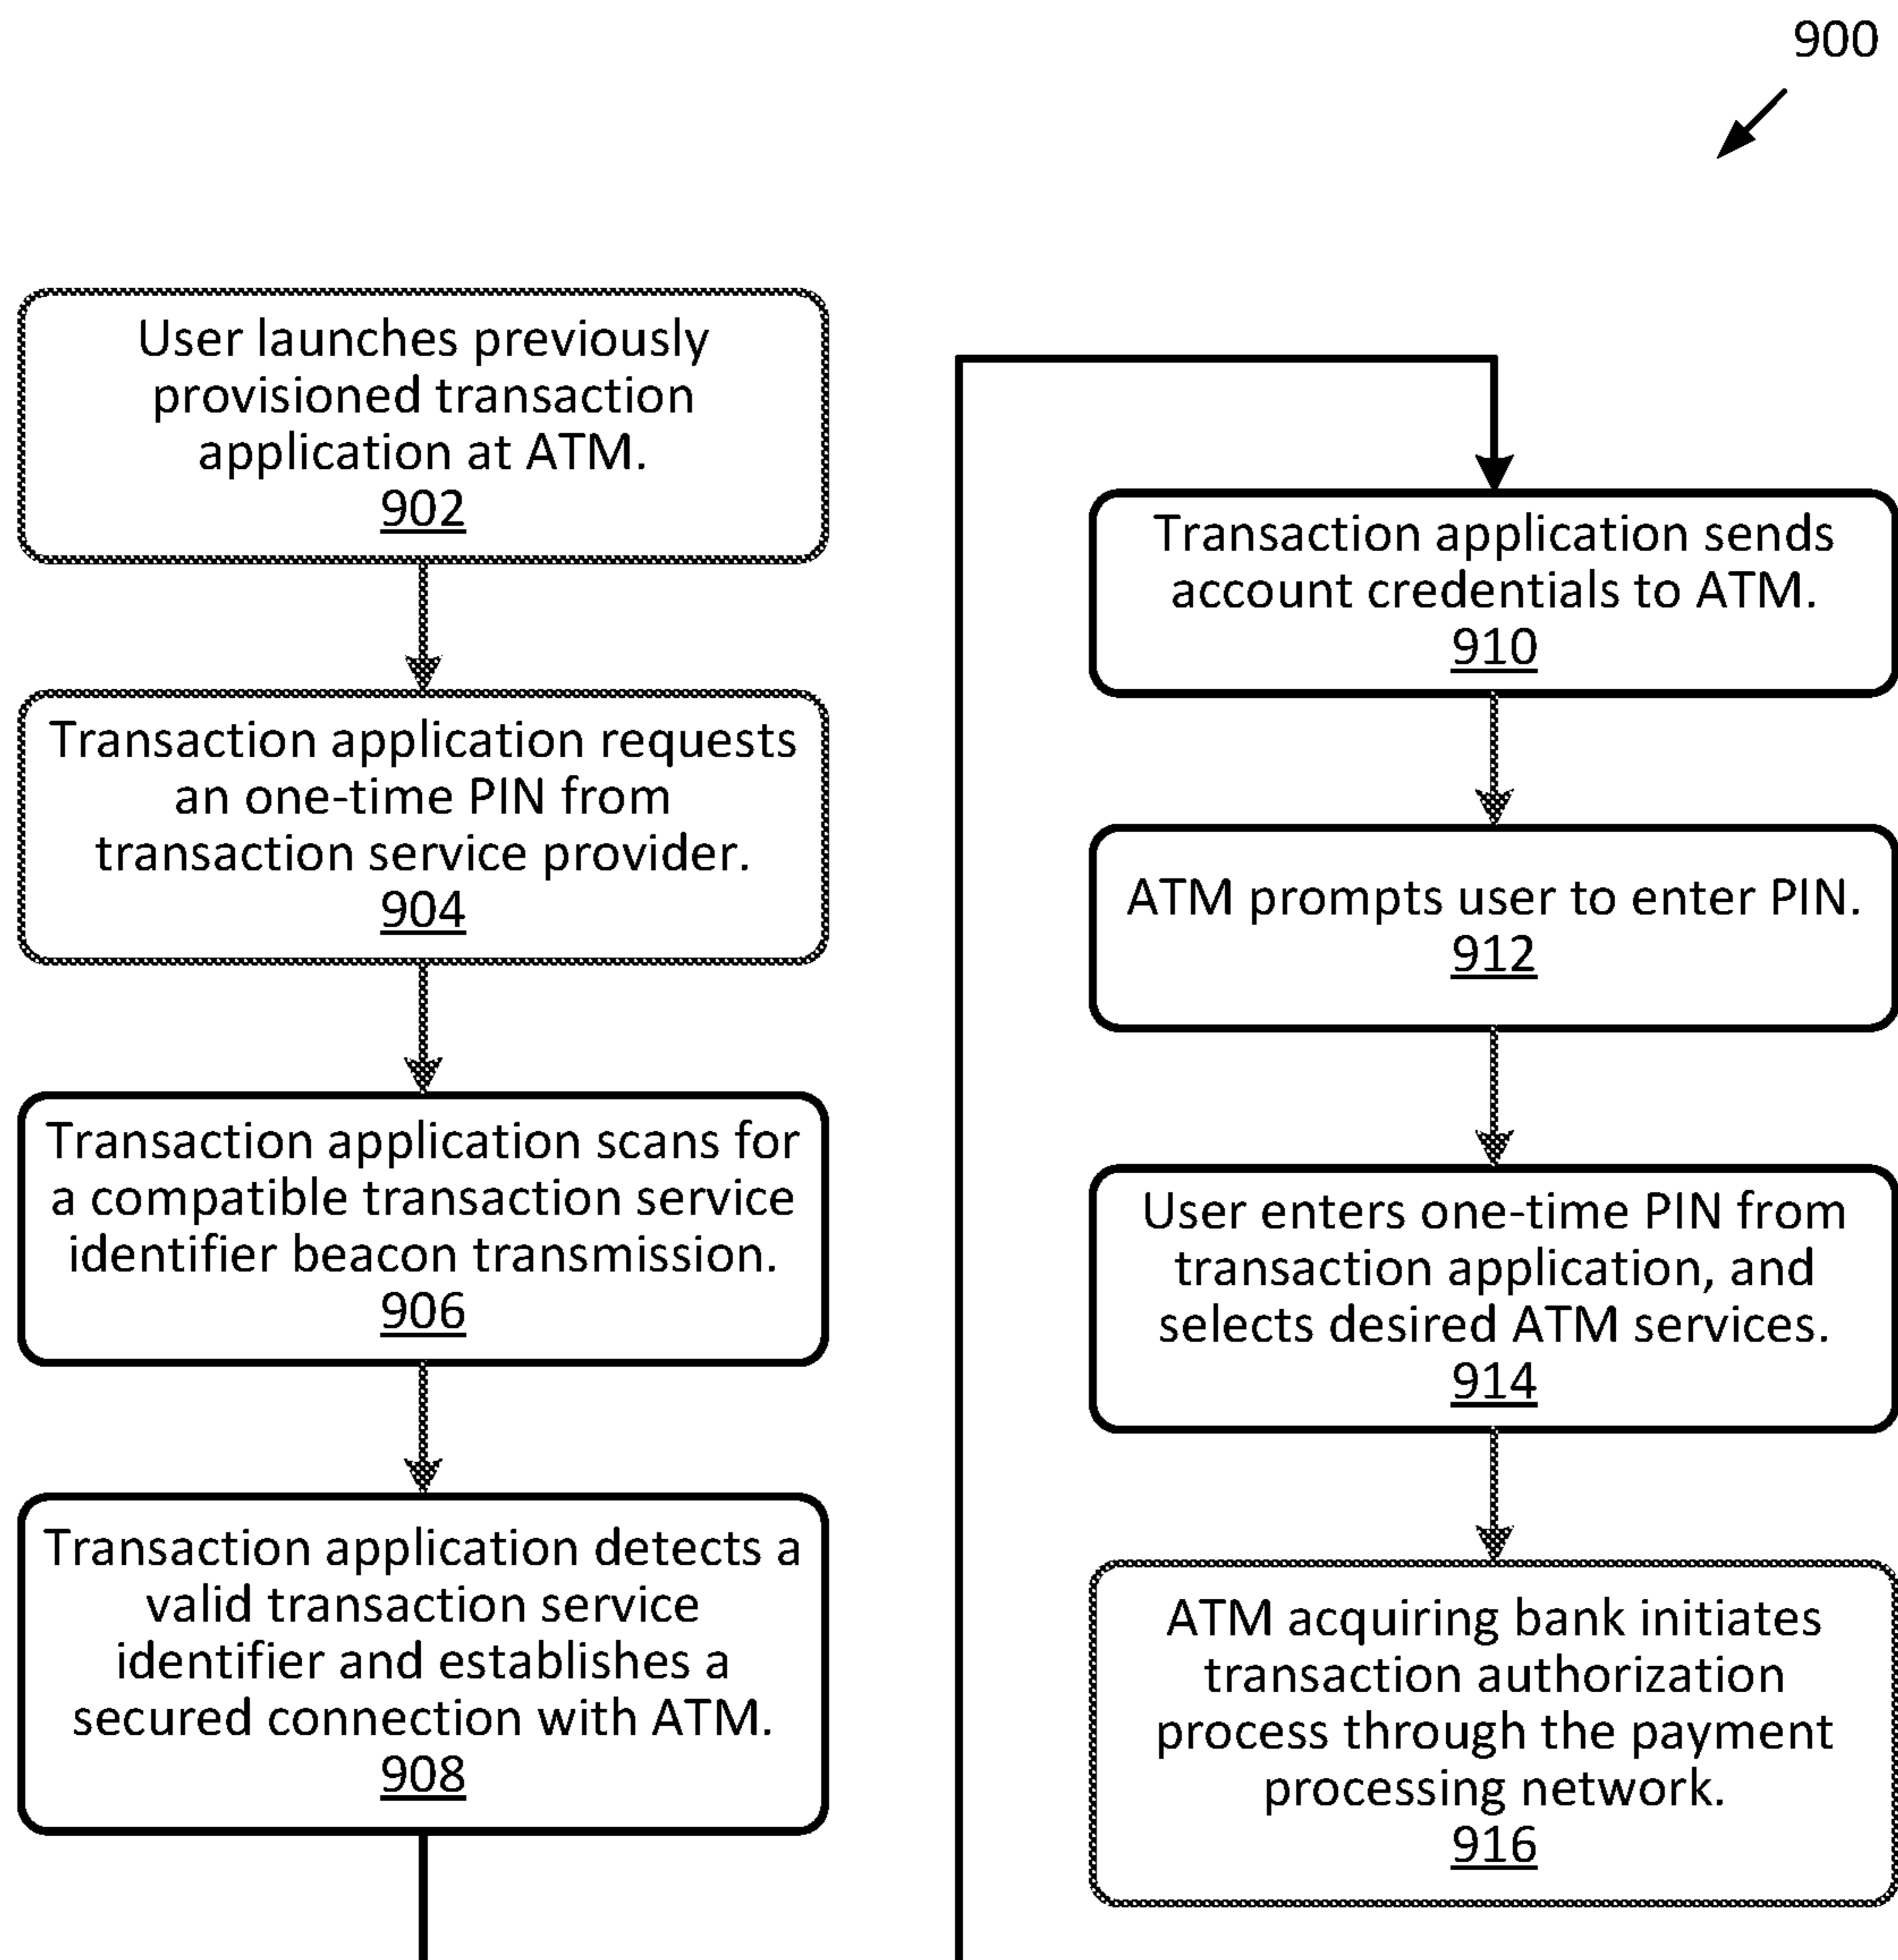 900
User launches previously
provisioned transaction
application at ATM.
902
Transaction application requests
an one-time PIN from
transaction service provider.
904
Transaction application scans for
a compatible transaction service
identifier beacon transmission.
906
Transaction application detects a
valid transaction service
identifier and establishes a
secured connection with ATM.
908
Transaction application sends
account credentials to ATM.
910
ATM prompts user to enter PIN.
912
User enters one-time PIN from
transaction application, and
selects desired ATM services.
914
ATM acquiring bank initiates
transaction authorization
process through the payment
processing network.
916